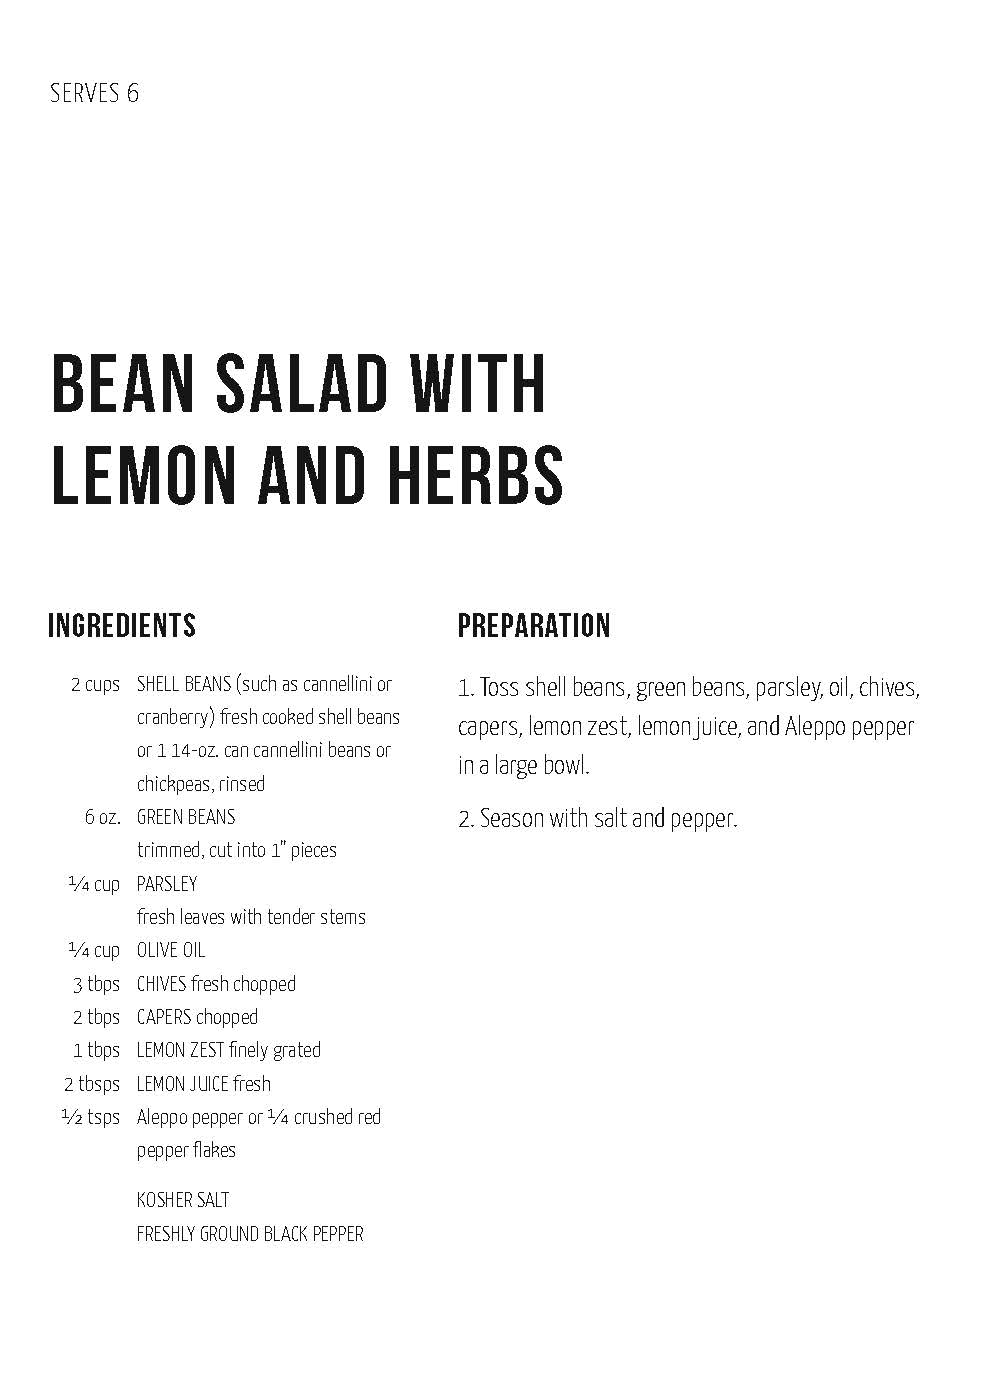 SERVES 6
BEAN SALAD WITH
LEMON AND HERBS
INGREDIENTS
2 cups SHELL BEANS (such as cannellini or
cranberry) fresh cooked shell beans
or 1 14-oz. can cannellini beans or
chickpeas, rinsed
6 oz. GREEN BEANS
trimmed, cut into 1" pieces
¼ cup PARSLEY
fresh leaves with tender stems
¼ cup OLIVE OIL
3 tbps CHIVES fresh chopped
2 tbps CAPERS chopped
1 tbps LEMON ZEST finely grated
2 tbsps LEMON JUICE fresh
½ tsps Aleppo pepper or ¼ crushed red
pepper flakes
KOSHER SALT
FRESHLY GROUND BLACK PEPPER
PREPARATION
1. Toss shell beans, green beans, parsley, oil, chives,
capers, lemon zest, lemon juice, and Aleppo pepper
in a large bowl.
2. Season with salt and pepper.